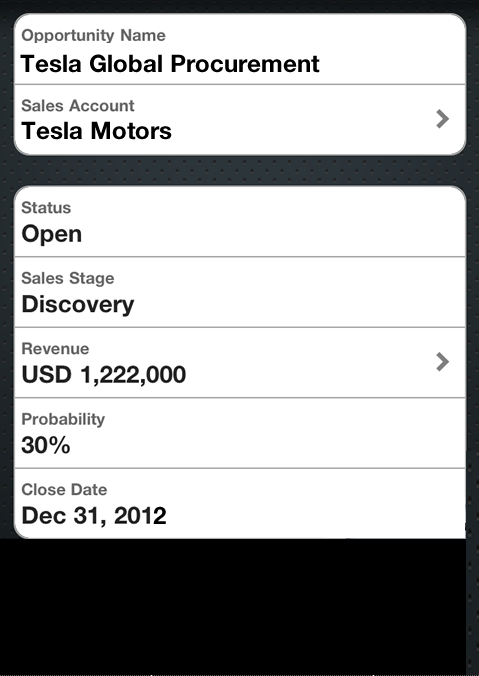 Opportunity Name
Tesla Global Procurement
Sales Account
Tesla Motors
Status
Open
Sales Stage
Discovery
Revenue
USD 1,222,000
Probability
30%
Close Date
Dec 31, 2012